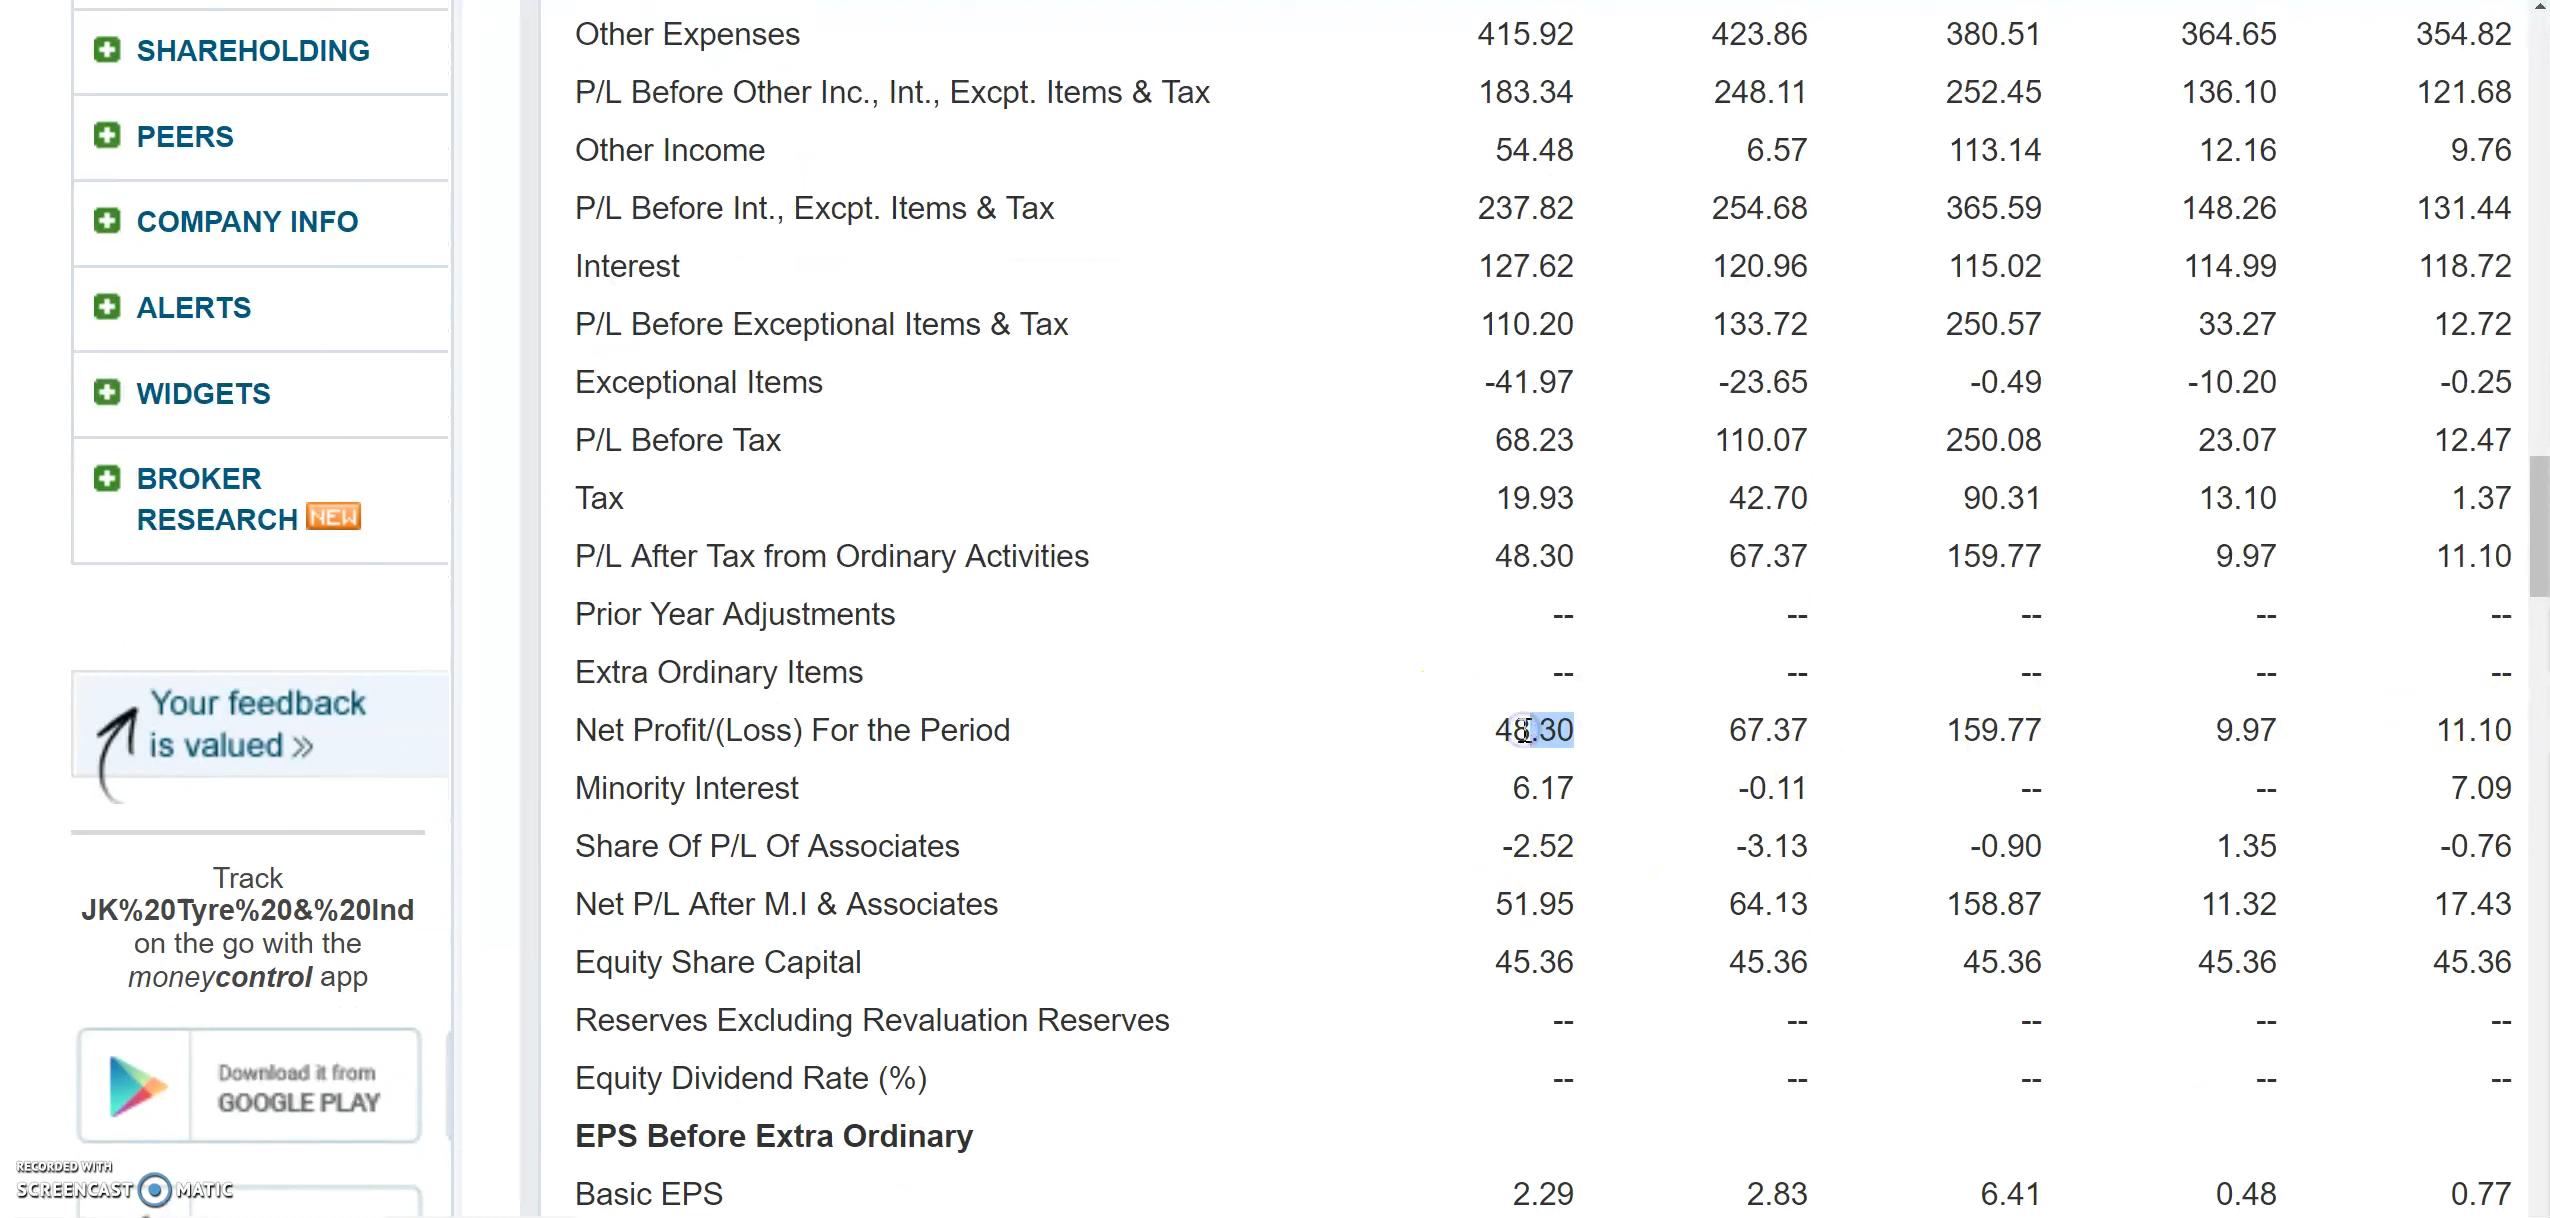 SHAREHOLDING
PEERS
COMPANY INFO
ALERTS
WIDGETS
BROKER
RESEARCH NEW
Your feedback
is valued »
Track
JK%20Tyre%20&%20Ind
on the go with the
moneycontrol app
Download it from
GOOGLE PLAY
RECORDED WITH
SCREENCAST MATIC
Other Expenses 415.92 423.86 380.51 364.65 354.82
P/L Before Other Inc., Int., Excpt. Items & Tax 183.34 248.11 252.45 136.10 121.68
Other Income 54.48 6.57 113.14 12.16 9.76
P/L Before Int., Excpt. Items & Tax 237.82 254.68 365.59 148.26 131.44
Interest 127.62 120.96 115.02 114.99 118.72
P/L Before Exceptional Items & Tax 110.20 133.72 250.57 33.27 12.72
Exceptional Items -41.97 -23.65 -0.49 -10.20 -0.25
P/L Before Tax 68.23 110.07 250.08 23.07 12.47
Tax 19.93 42.70 90.31 13.10 1.37
P/L After Tax from Ordinary Activities 48.30 67.37 159.77 9.97 11.10
Prior Year Adjustments -- -- -- -- --
Extra Ordinary Items -- -- -- -- --
Net Profit/(Loss) For the Period 48.30 67.37 159.77 9.97 11.10
Minority Interest 6.17 -0.11 -- -- 7.09
Share Of P/L Of Associates -2.52 -3.13 -0.90 1.35 -0.76
Net P/L After M.I & Associates 51.95 64.13 158.87 11.32 17.43
Equity Share Capital 45.36 45.36 45.36 45.36 45.36
Reserves Excluding Revaluation Reserves -- -- -- -- --
Equity Dividend Rate (%) -- -- -- -- --
EPS Before Extra Ordinary
Basic EPS 2.29 2.83 6.41 0.48 0.77